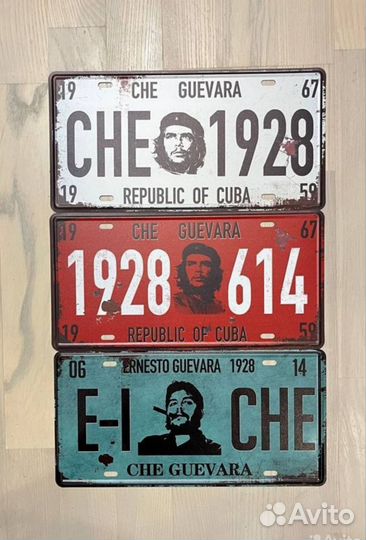 19 CHE GUEVARA 67
CHE 1928
19 REPUBLIC OF CUBA 59
19 CHE GUEVARA 67
1928 614
19 REPUBLIC OF CUBA 59
06 ERNESTO GUEVARA 1928 14
E-I CHE
CHE GUEVARA
Avito